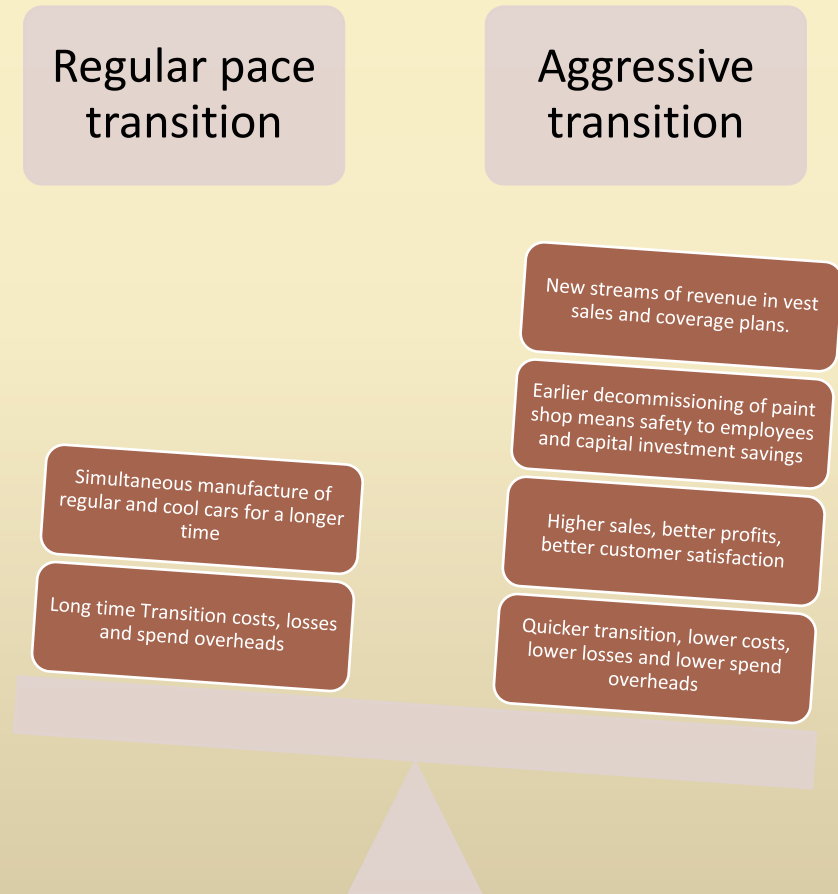 Regular pace
transition
Aggressive
transition
Simultaneous manufacture of
regular and cool cars for a longer
time
Long time Transition costs, losses
and spend overheads
New streams of revenue in vest
sales and coverage plans.
Earlier decommissioning of paint
shop means safety to employees
and capital investment savings
Higher sales, better profits,
better customer satisfaction
Quicker transition, lower costs,
lower losses and lower spend
overheads